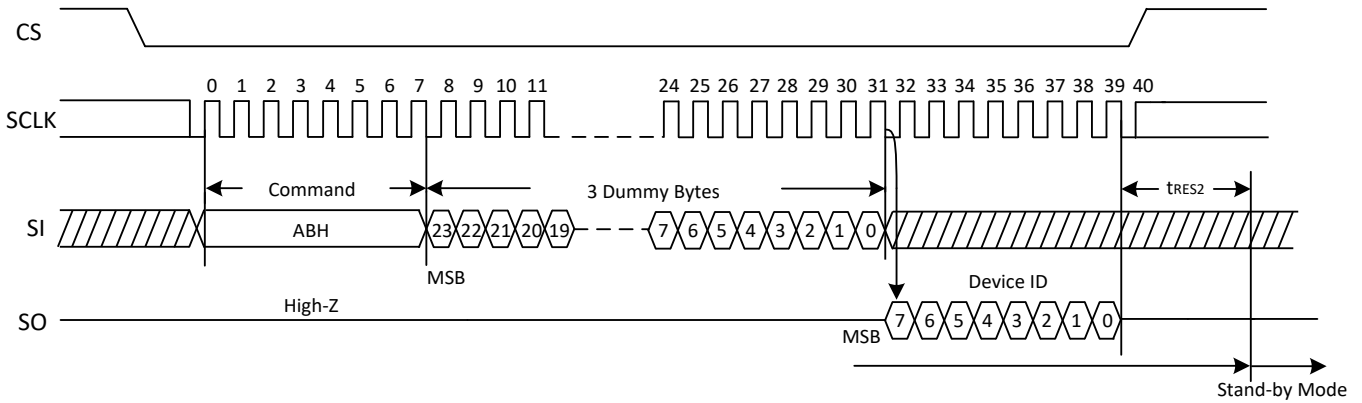 CS
0 1 2 3 4 5 6 7 8 9 10 11 24 25 26 27 28 29 30 31 32 33 34 35 36 37 38 39 40
SCLK
Command 3 Dummy Bytes tRES2
SI ABH 23 22 21 20 19 7 6 5 4 3 2 1 0
MSB Device ID
High-Z
SO 7 6 5 4 3 2 1 0
MSB
Stand-by Mode